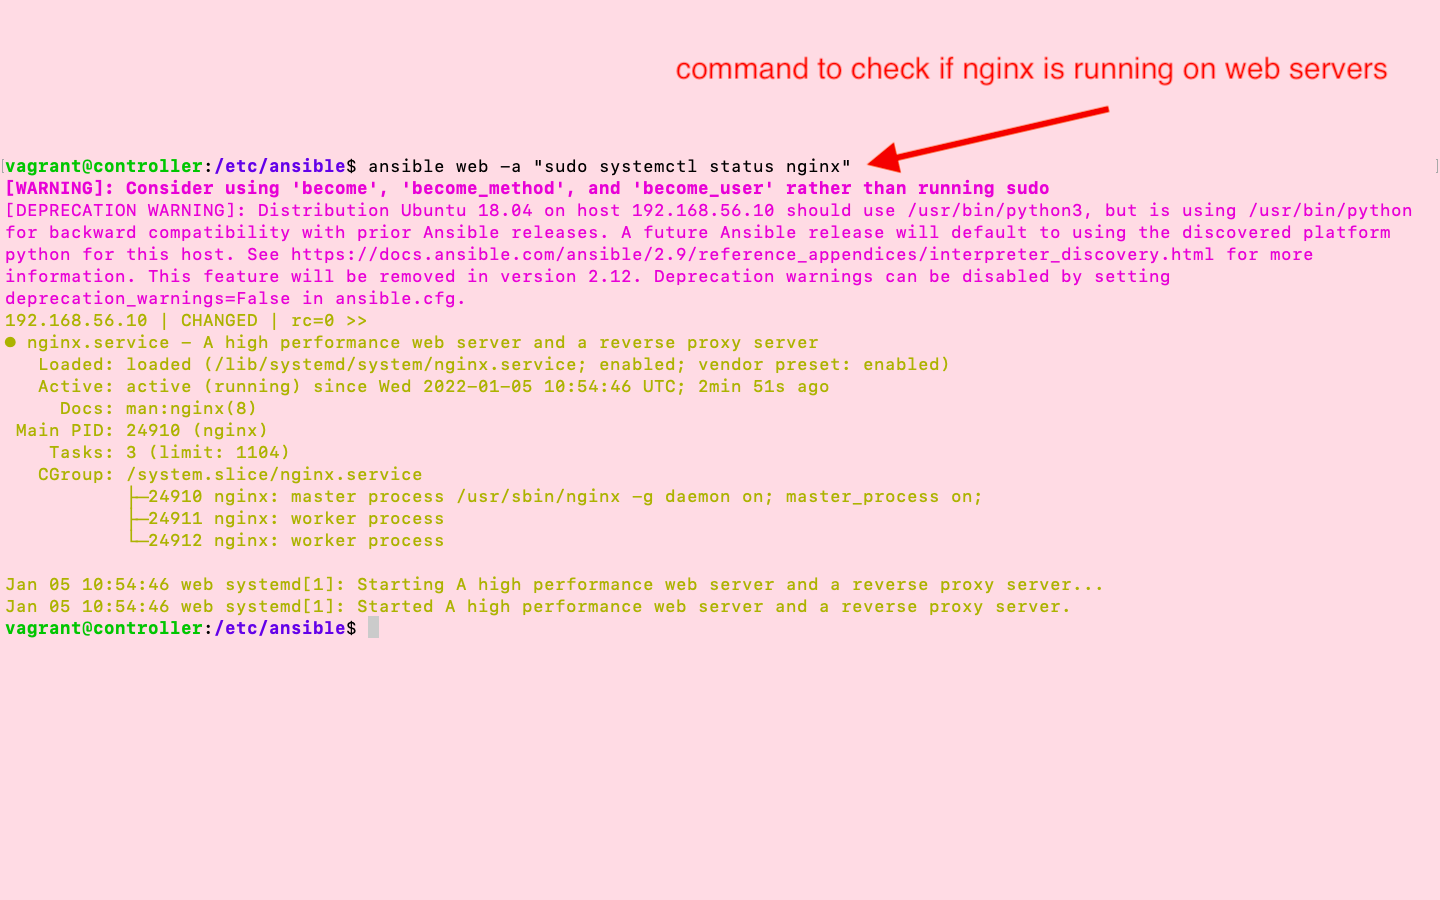 command to check if nginx is running on web servers
vagrant@controller:/etc/ansible$ ansible web -a "sudo systemctl status nginx"
[WARNING]: Consider using 'become', 'become_method', and 'become_user' rather than running sudo
[DEPRECATION WARNING]: Distribution Ubuntu 18.04 on host 192.168.56.10 should use /usr/bin/python3, but is using /usr/bin/python
for backward compatibility with prior Ansible releases. A future Ansible release will default to using the discovered platform
python for this host. See https://docs.ansible.com/ansible/2.9/reference_appendices/interpreter_discovery.html for more
information. This feature will be removed in version 2.12. Deprecation warnings can be disabled by setting
deprecation_warnings=False in ansible.cfg.
192.168.56.10 | CHANGED | rc=0 >>
● nginx.service - A high performance web server and a reverse proxy server
   Loaded: loaded (/lib/systemd/system/nginx.service; enabled; vendor preset: enabled)
   Active: active (running) since Wed 2022-01-05 10:54:46 UTC; 2min 51s ago
     Docs: man:nginx(8)
 Main PID: 24910 (nginx)
    Tasks: 3 (limit: 1104)
   CGroup: /system.slice/nginx.service
           ├─24910 nginx: master process /usr/sbin/nginx -g daemon on; master_process on;
           ├─24911 nginx: worker process
           └─24912 nginx: worker process
Jan 05 10:54:46 web systemd[1]: Starting A high performance web server and a reverse proxy server...
Jan 05 10:54:46 web systemd[1]: Started A high performance web server and a reverse proxy server.
vagrant@controller:/etc/ansible$